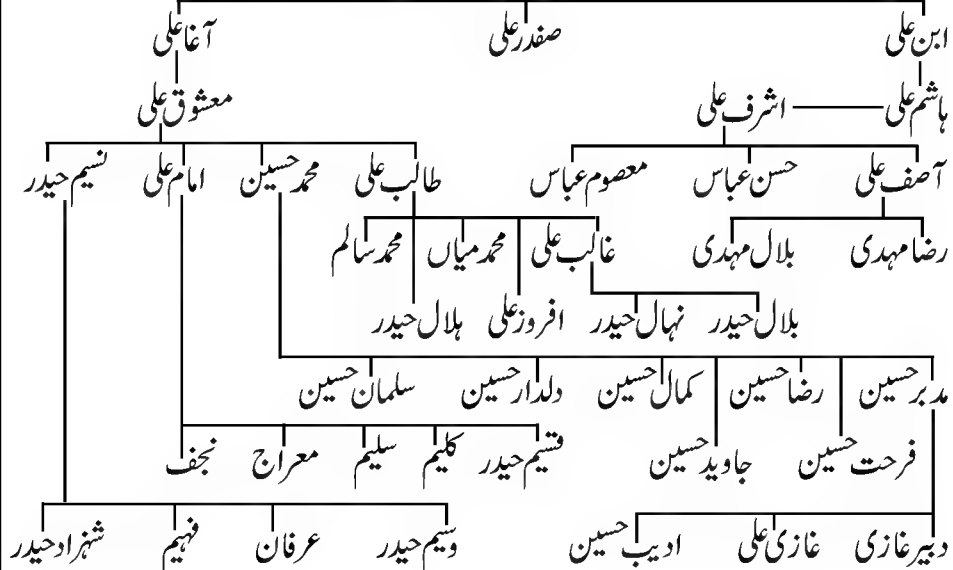 ابن علی صفدر علی آغا علی
ہاشم علی اشرف علی معشوق علی
آصف علی حسن عباس معصوم عباس طالب علی محمد حسین امام علی نسیم حیدر
رضا مہدی بلال مہدی غالب علی محمد میاں محمد سالم
بلال حیدر نہال حیدر افروز علی ہلال حیدر
مدبر حسین رضا حسین کمال حسین دلدار حسین سلمان حسین
فرحت حسین جاوید حسین قسیم حیدر کلیم سلیم معراج نجف
دبیر غازی غازی علی ادیب حسین وسیم حیدر عرفان فہیم شہزاد حیدر